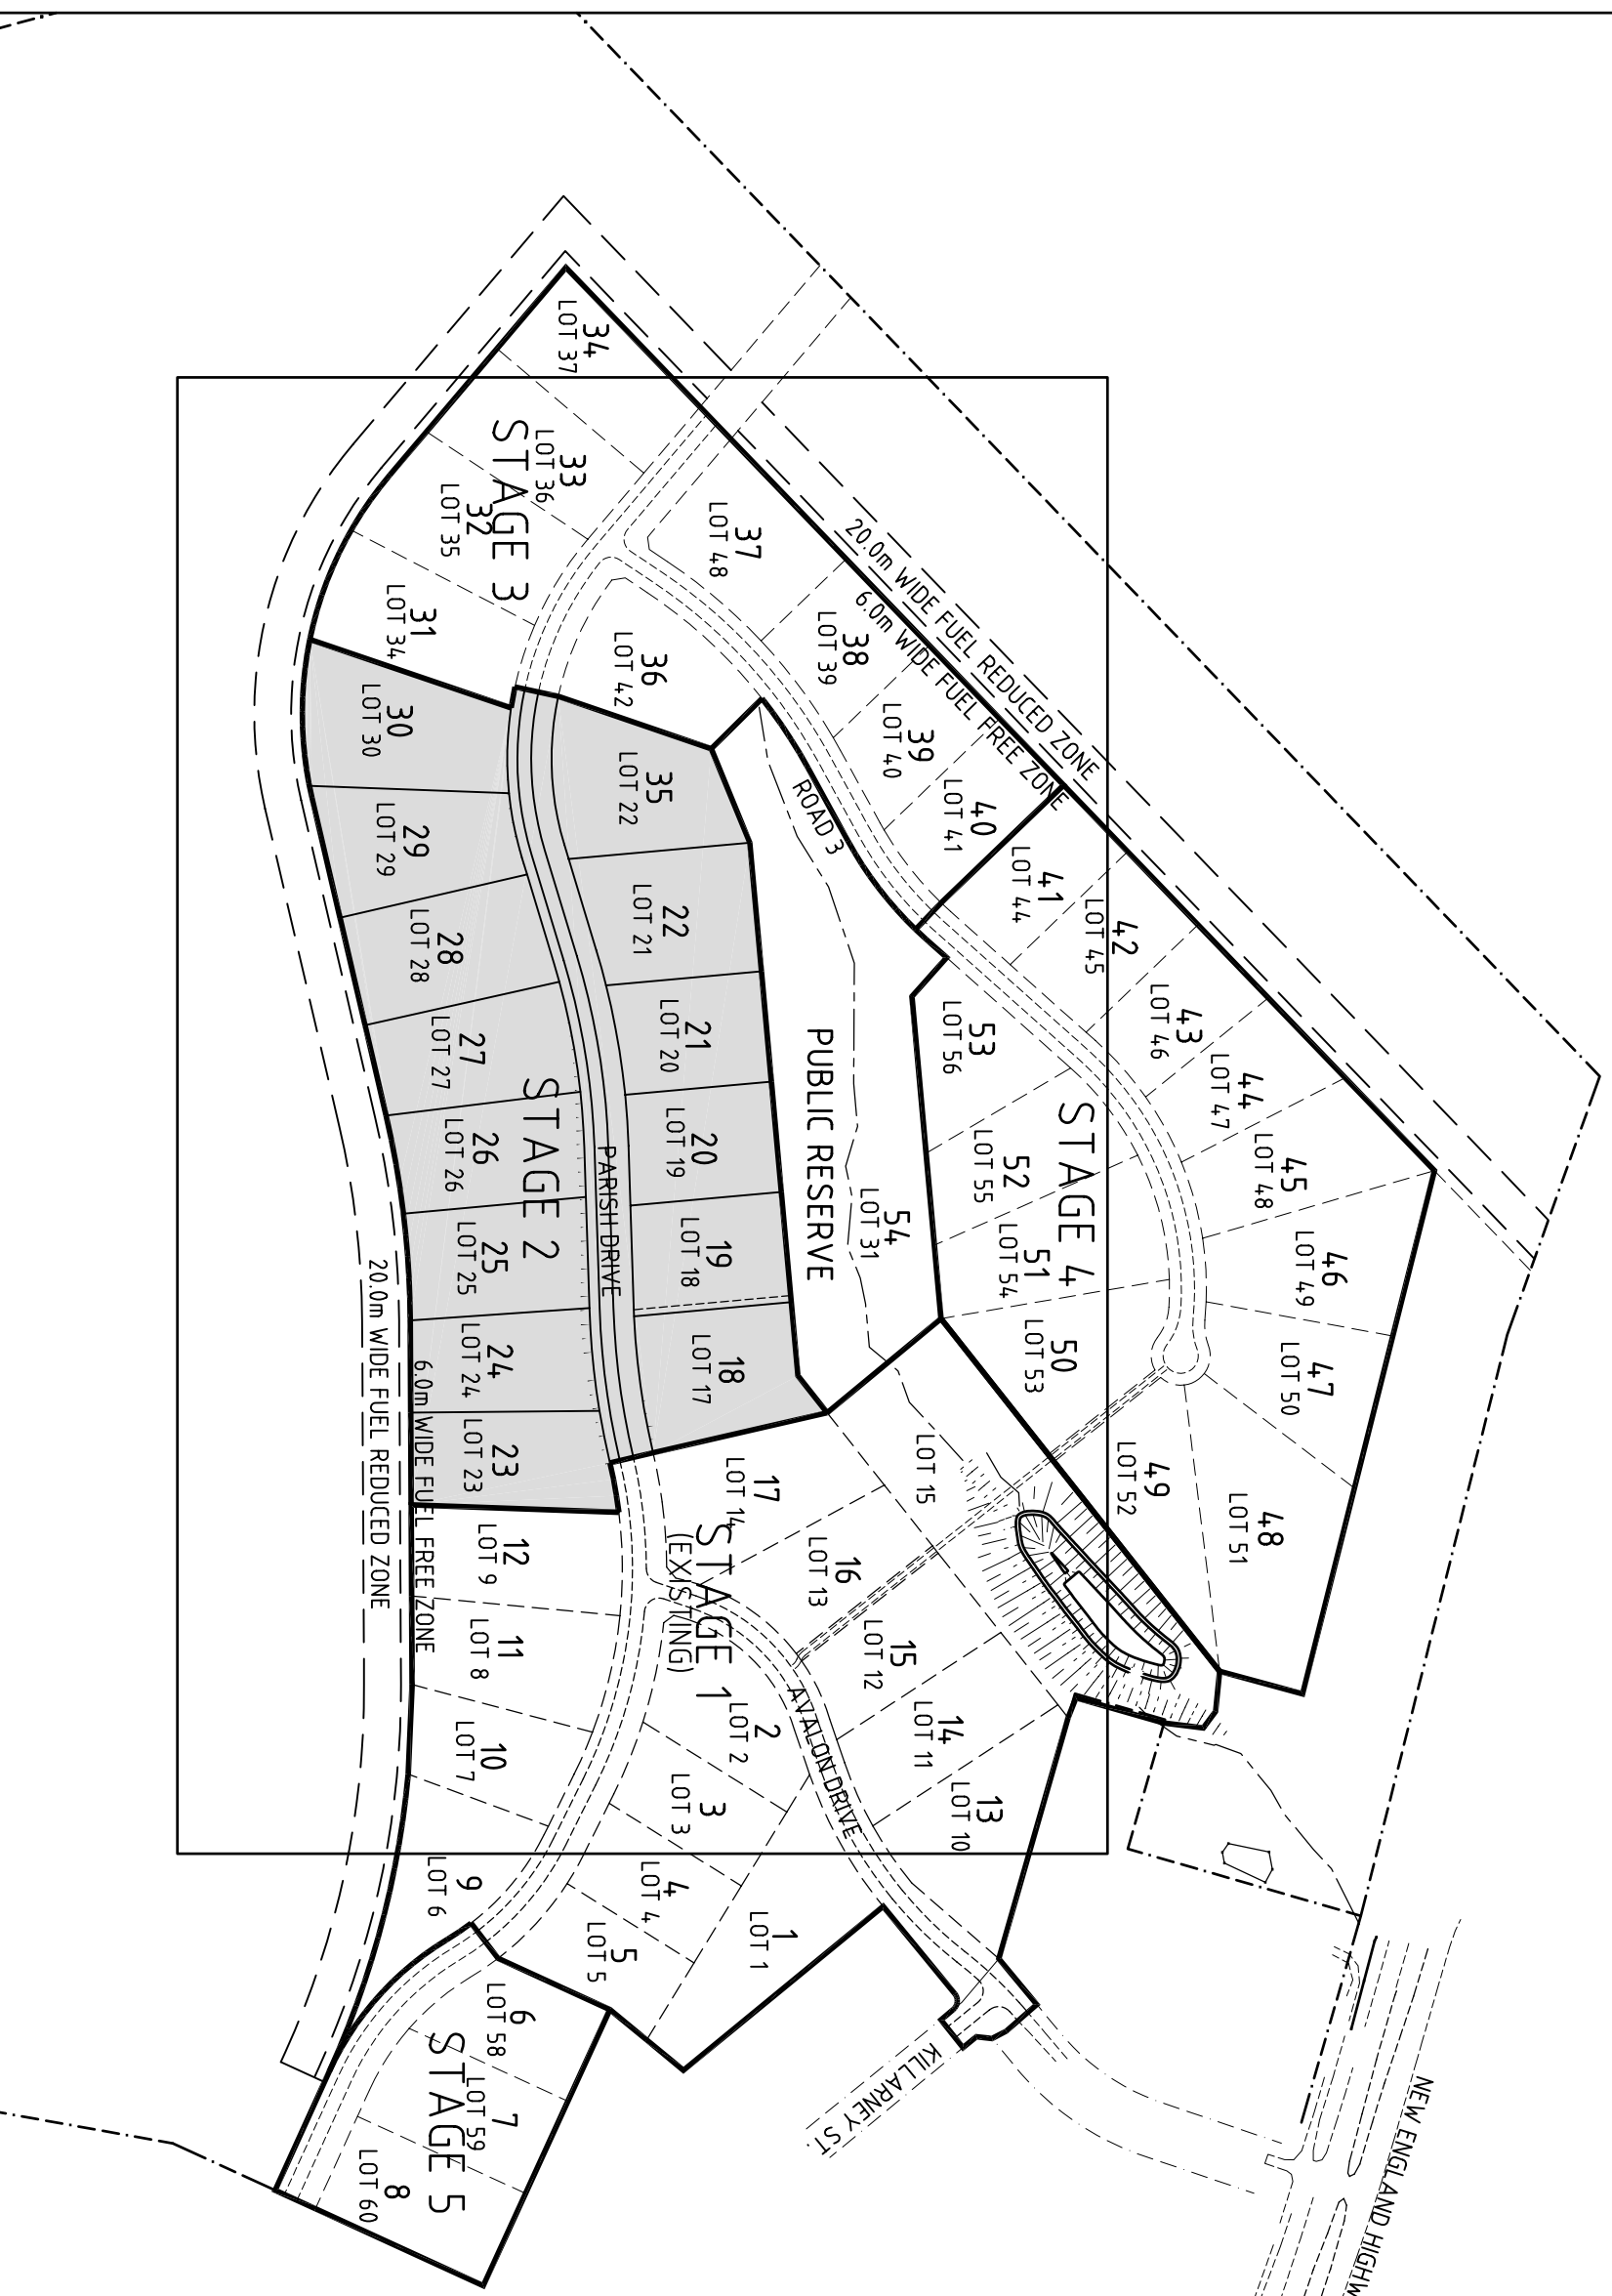 34
LOT 37
33
LOT 36
STAGE 3
32
LOT 35
31
LOT 34
37
LOT 48
36
LOT 42
38
LOT 39
39
LOT 40
40
LOT 41
20.0m WIDE FUEL REDUCED ZONE
6.0m WIDE FUEL FREE ZONE
ROAD 3
30
LOT 30
29
LOT 29
28
LOT 28
27
LOT 27
26
LOT 26
25
LOT 25
24
LOT 24
23
LOT 23
STAGE 2
PARISH DRIVE
35
LOT 22
22
LOT 21
21
LOT 20
20
LOT 19
19
LOT 18
18
LOT 17
PUBLIC RESERVE
54
LOT 31
41
LOT 44
42
LOT 45
43
LOT 46
44
LOT 47
45
LOT 48
46
LOT 49
47
LOT 50
48
LOT 51
49
LOT 52
50
LOT 53
51
LOT 54
52
LOT 55
53
LOT 56
STAGE 4
20.0m WIDE FUEL REDUCED ZONE
6.0m WIDE FUEL FREE ZONE
LOT 15
17
LOT 14
16
LOT 13
15
LOT 12
14
LOT 11
13
LOT 10
STAGE 1
(EXISTING)
12
LOT 9
11
LOT 8
10
LOT 7
9
LOT 6
2
LOT 2
3
LOT 3
4
LOT 4
5
LOT 5
1
LOT 1
AVALON DRIVE
6
LOT 58
7
LOT 59
8
LOT 60
STAGE 5
KILLARNEY ST.
NEW ENGLAND HIGHW